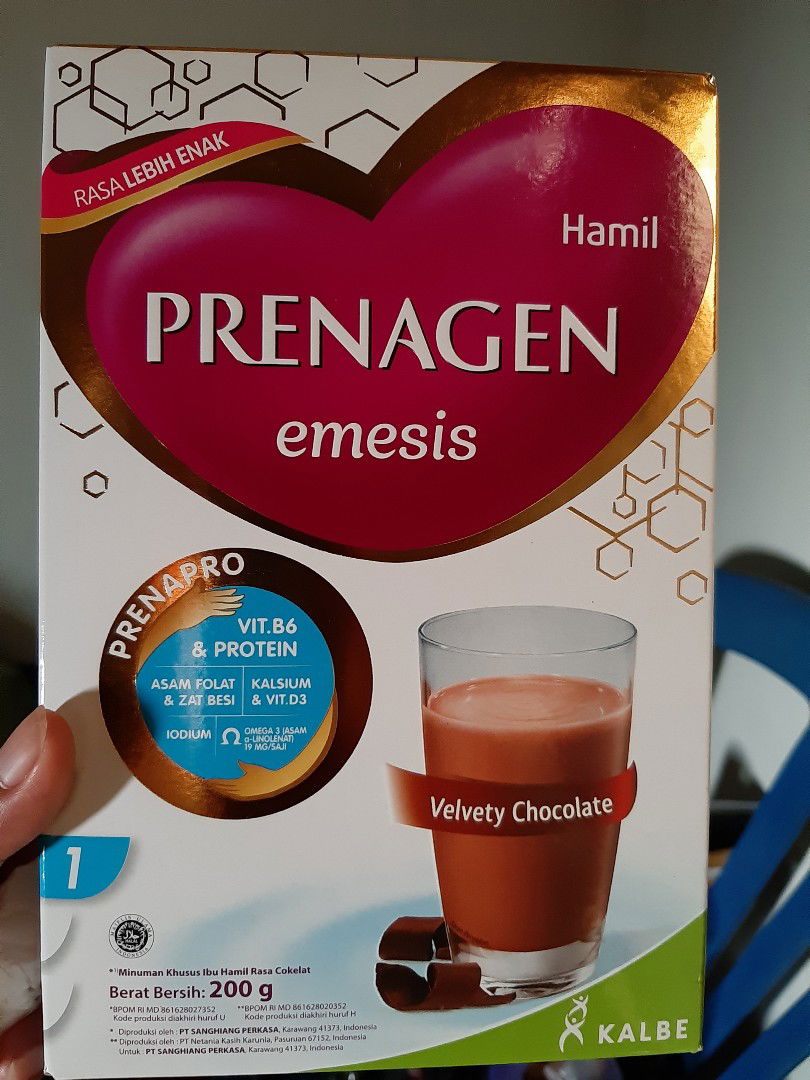 RASA LEBIH ENAK
Hamil
PRENAGEN
emesis
PRENAPRO
VIT.B6
& PROTEIN
ASAM FOLAT
& ZAT BESI
KALSIUM
& VIT.D3
IODIUM
Ω OMEGA 3 (ASAM
α-LINOLENAT)
19 MG/SAJI
Velvety Chocolate
1
MAJELIS ULAMA
HALAL
INDONESIA
Minuman Khusus Ibu Hamil Rasa Cokelat
Berat Bersih: 200 g
*BPOM RI MD 861628027352
Kode produksi diakhiri huruf U
**BPOM RI MD 861628020352
Kode produksi diakhiri huruf H
* Diproduksi oleh : PT SANGHIANG PERKASA, Karawang 41373, Indonesia
** Diproduksi oleh : PT Netania Kasih Karunia, Pasuruan 67152, Indonesia
Untuk : PT SANGHIANG PERKASA, Karawang 41373, Indonesia
KALBE